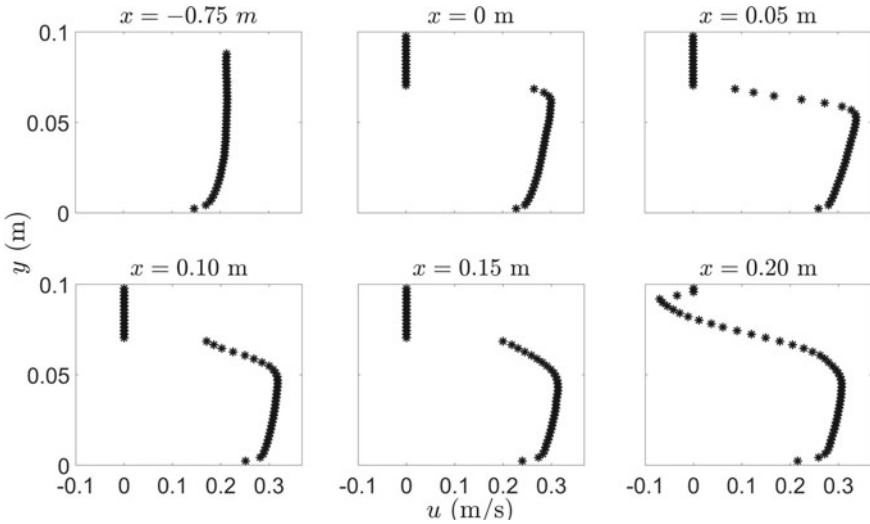 x = −0.75 m
x = 0 m
x = 0.05 m
0.1
0.05
0
x = 0.10 m
x = 0.15 m
x = 0.20 m
0.1
0.05
0
y (m)
-0.1 0 0.1 0.2 0.3
-0.1 0 0.1 0.2 0.3
-0.1 0 0.1 0.2 0.3
u (m/s)